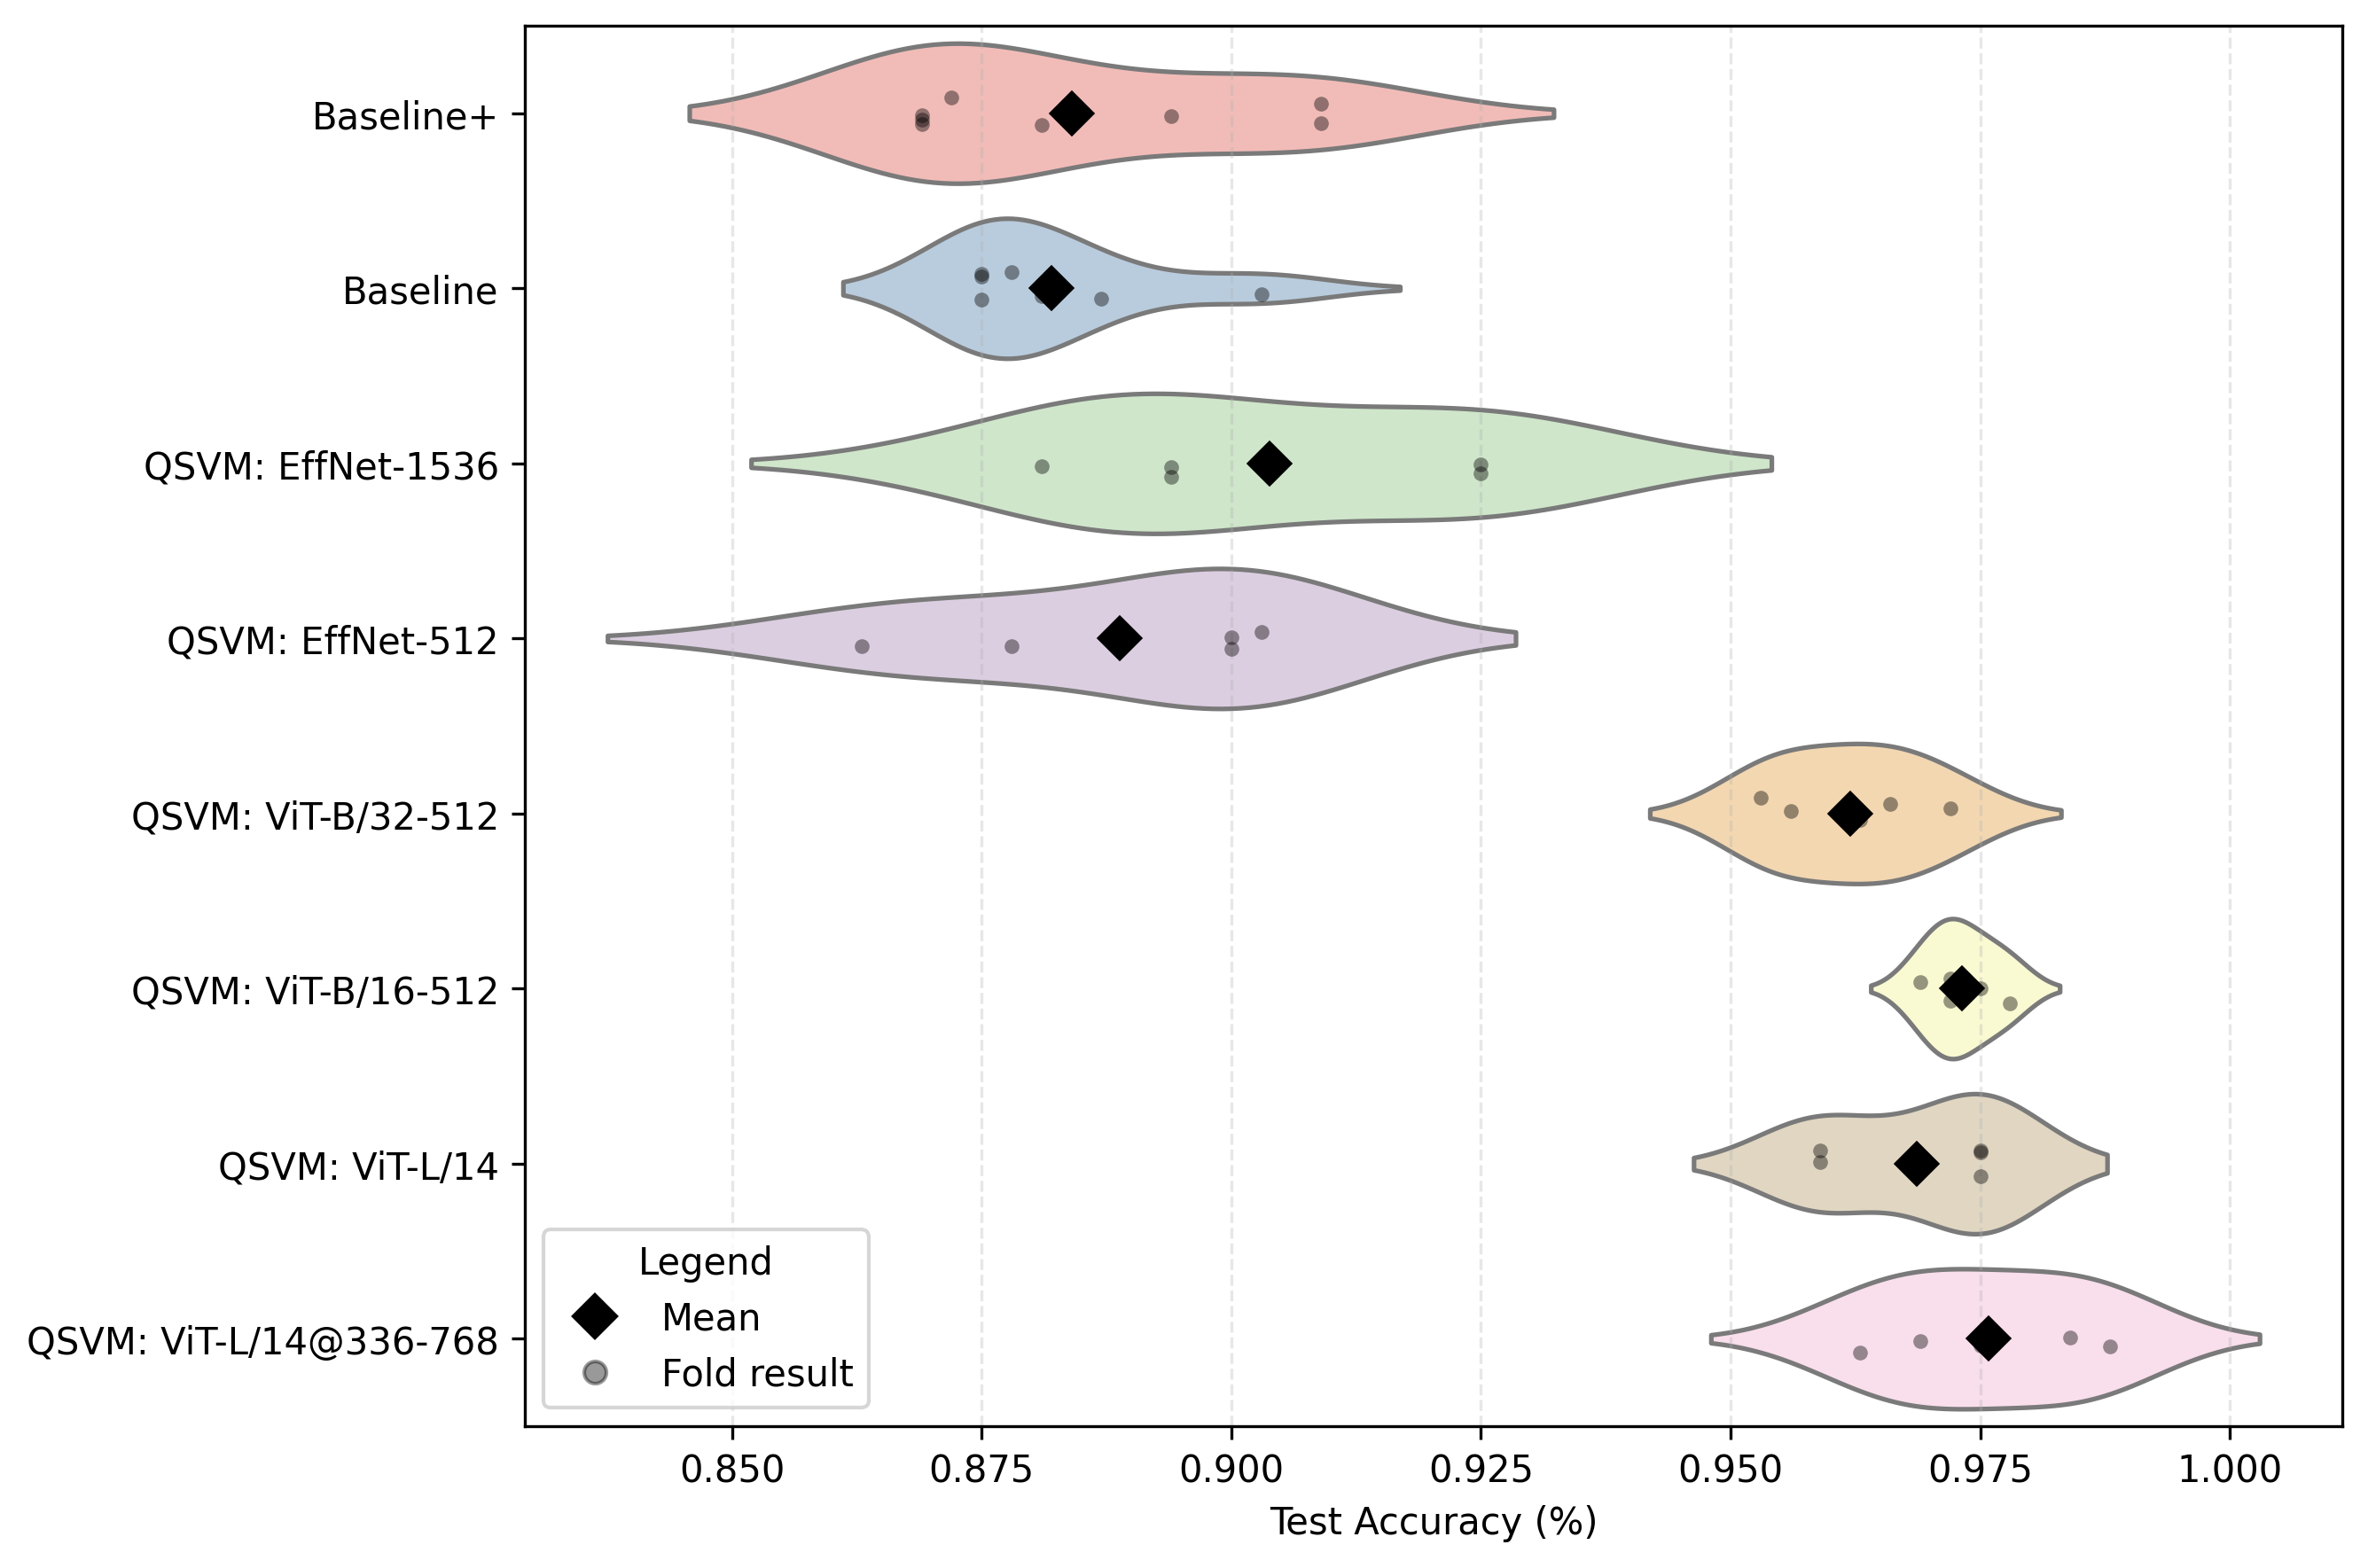 Baseline+
Baseline
QSVM: EffNet-1536
QSVM: EffNet-512
QSVM: ViT-B/32-512
QSVM: ViT-B/16-512
QSVM: ViT-L/14
QSVM: ViT-L/14@336-768
Legend
Mean
Fold result
0.850 0.875 0.900 0.925 0.950 0.975 1.000
Test Accuracy (%)